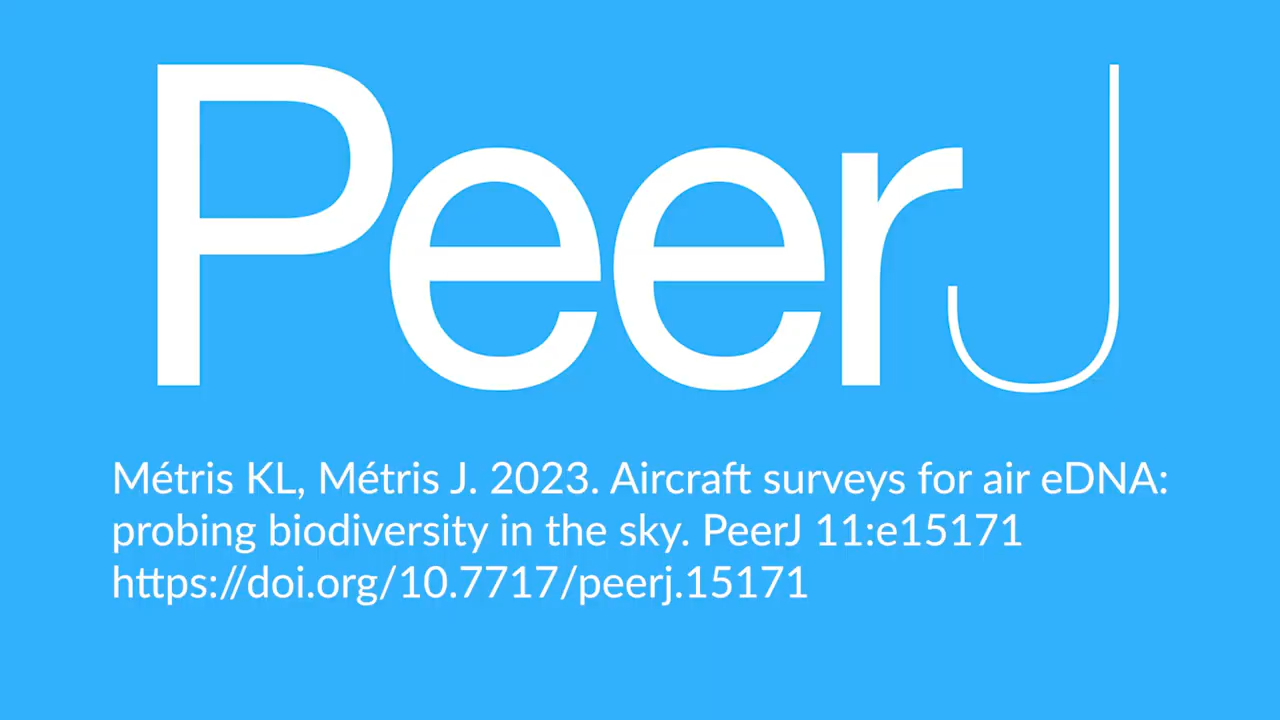 PeerJ
Métris KL, Métris J. 2023. Aircraft surveys for air eDNA:
probing biodiversity in the sky. PeerJ 11:e15171
https://doi.org/10.7717/peerj.15171